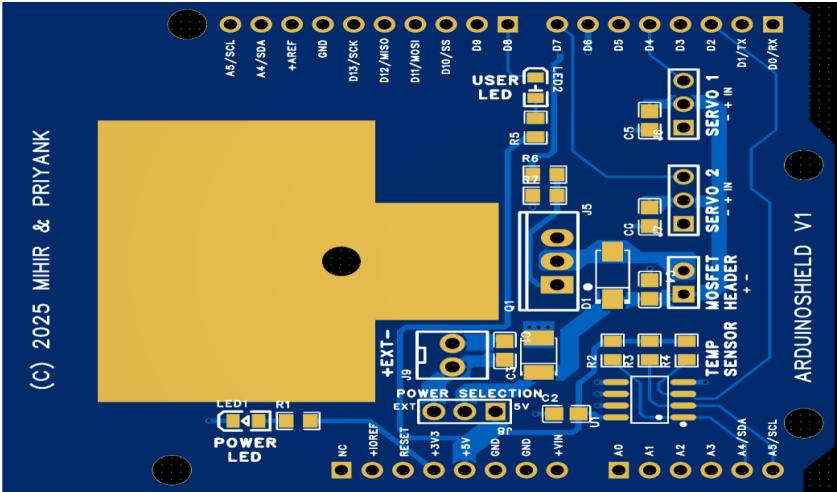 A5/SCL
A4/SDA
+AREF
GND
D13/SCK
D12/MISO
D11/MOSI
D10/SS
D9
D8
D7
D6
D5
D4
D3
D2
D1/TX
D0/RX
USER
LED
LED2
R5
R6
R7
C5
J6
SERVO 1
- + IN
J7
SERVO 2
- + IN
J5
Q1
D1
MOSFET
HEADER
+ -
TEMP
SENSOR
R2
R3
R4
U1
+EXT-
J9
C3
POWER SELECTION
EXT
5V
J8
C2
LED1
R1
POWER
LED
NC
+IOREF
RESET
+3V3
+5V
GND
GND
+VIN
A0
A1
A2
A3
A4/SDA
A5/SCL
(C) 2025 MIHIR & PRIYANK
ARDUINOSHIELD V1